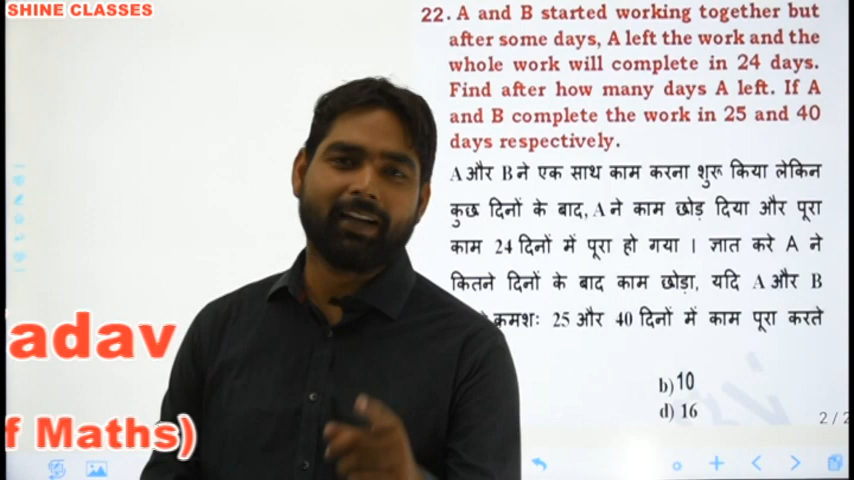 SHINE CLASSES
22. A and B started working together but
after some days, A left the work and the
whole work will complete in 24 days.
Find after how many days A left. If A
and B complete the work in 25 and 40
days respectively.
A और B ने एक साथ काम करना शुरू किया लेकिन
कुछ दिनों के बाद, A ने काम छोड़ दिया और पूरा
काम 24 दिनों में पूरा हो गया । ज्ञात करे A ने
कितने दिनों के बाद काम छोड़ा, यदि A और B
क्रमशः 25 और 40 दिनों में काम पूरा करते
b) 10
d) 16
adav
f Maths)
2 / 2